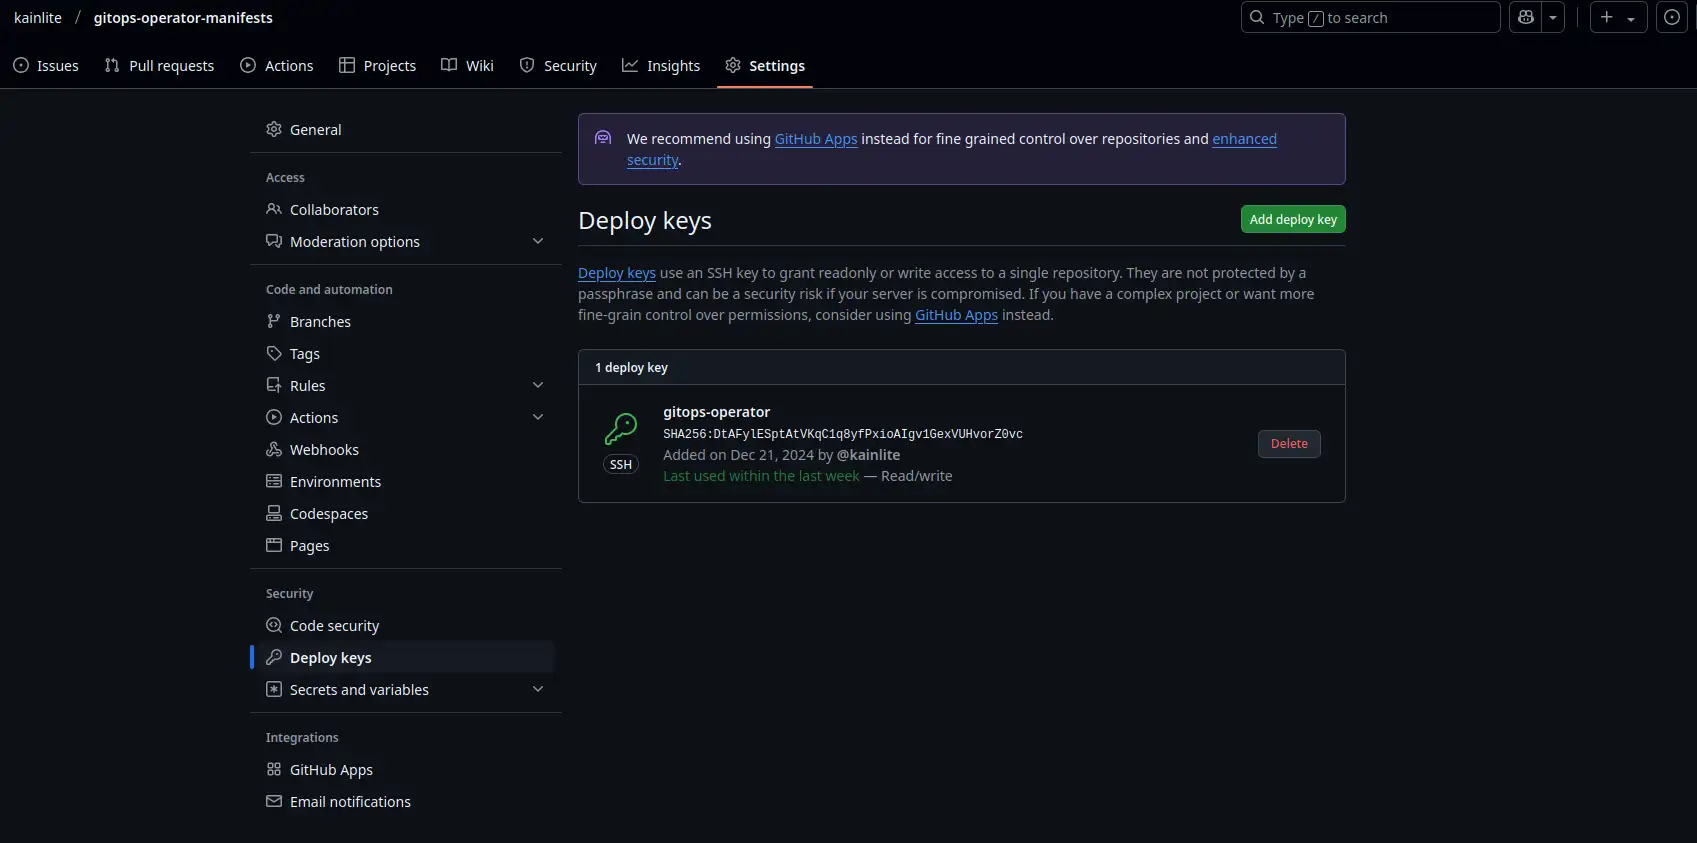 kainlite / gitops-operator-manifests
Type / to search
Issues
Pull requests
Actions
Projects
Wiki
Security
Insights
Settings
General
Access
Collaborators
Moderation options
Code and automation
Branches
Tags
Rules
Actions
Webhooks
Environments
Codespaces
Pages
Security
Code security
Deploy keys
Secrets and variables
Integrations
GitHub Apps
Email notifications
We recommend using GitHub Apps instead for fine grained control over repositories and enhanced
security.
Deploy keys
Add deploy key
Deploy keys use an SSH key to grant readonly or write access to a single repository. They are not protected by a
passphrase and can be a security risk if your server is compromised. If you have a complex project or want more
fine-grain control over permissions, consider using GitHub Apps instead.
1 deploy key
SSH
gitops-operator
SHA256:DtAFylESptAtVKqC1q8yfPxioAIgv1GexVUHvorZ0vc
Added on Dec 21, 2024 by @kainlite
Last used within the last week — Read/write
Delete